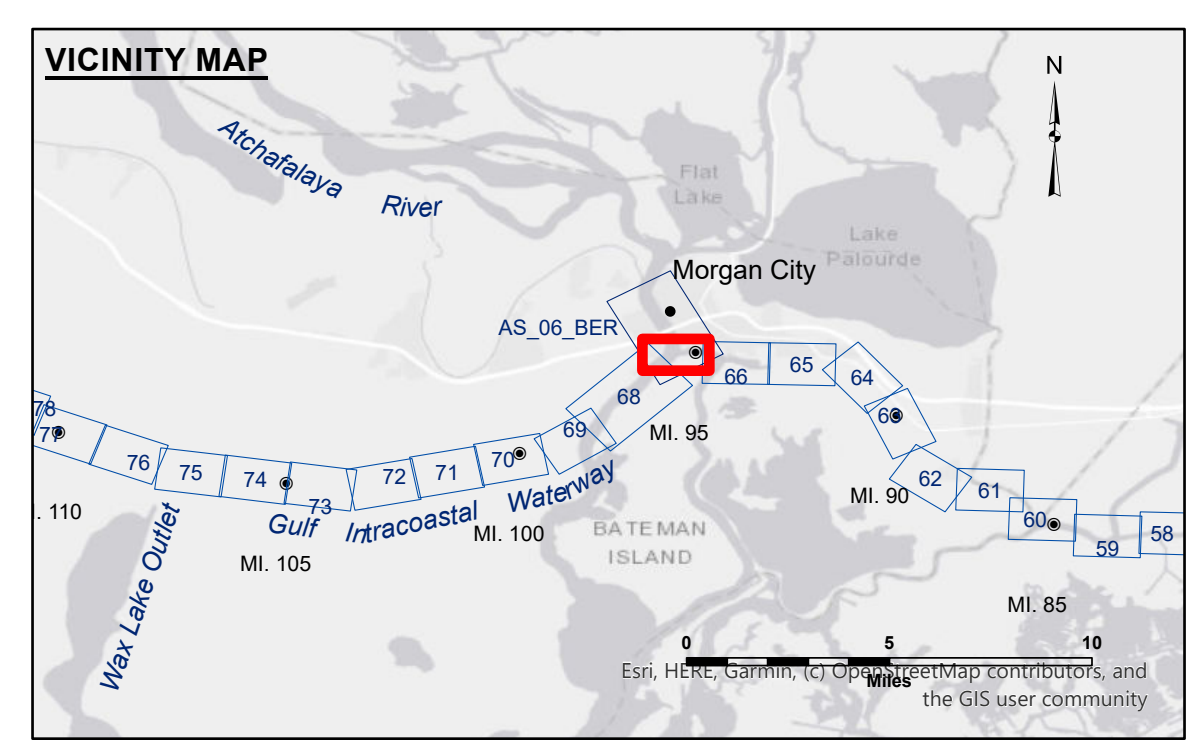 VICINITY MAP
N
Atchafalaya
River
Flat
Lake
Lake
Palourde
Morgan City
AS_06_BER
66
65
64
63
68
MI. 95
69
70
71
72
73
74
75
76
77
78
62
61
60
59
58
MI. 90
MI. 85
MI. 100
MI. 105
. 110
Gulf Intracoastal Waterway
Wax Lake Outlet
BATEMAN
ISLAND
0 5 10
Miles
Esri, HERE, Garmin, (c) OpenStreetMap contributors, and
the GIS user community